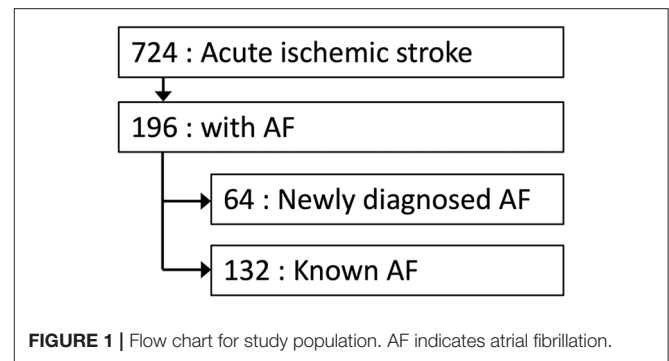 724 : Acute ischemic stroke
196 : with AF
64 : Newly diagnosed AF
132 : Known AF
FIGURE 1 | Flow chart for study population. AF indicates atrial fibrillation.